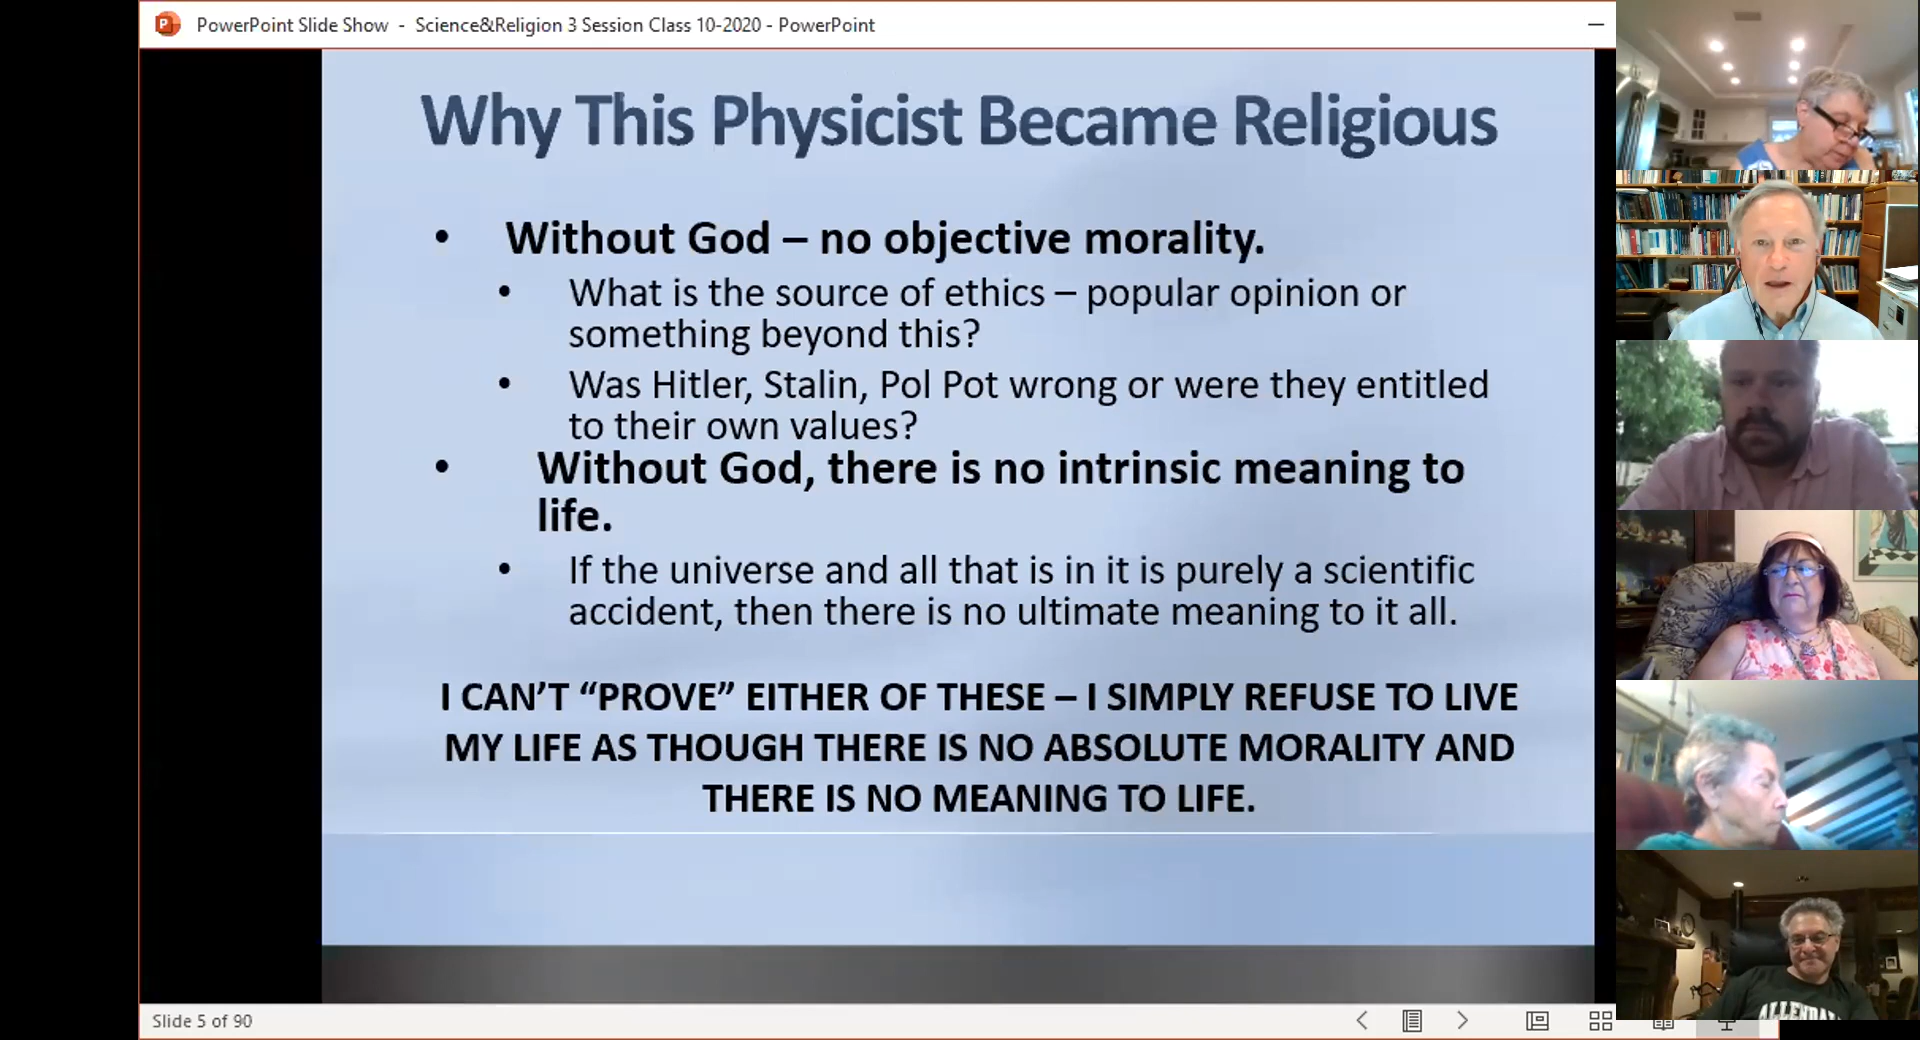 PowerPoint Slide Show - Science&Religion 3 Session Class 10-2020 - PowerPoint
Why This Physicist Became Religious
• Without God – no objective morality.
• What is the source of ethics – popular opinion or
something beyond this?
• Was Hitler, Stalin, Pol Pot wrong or were they entitled
to their own values?
• Without God, there is no intrinsic meaning to
life.
• If the universe and all that is in it is purely a scientific
accident, then there is no ultimate meaning to it all.
I CAN’T “PROVE” EITHER OF THESE – I SIMPLY REFUSE TO LIVE
MY LIFE AS THOUGH THERE IS NO ABSOLUTE MORALITY AND
THERE IS NO MEANING TO LIFE.
Slide 5 of 90